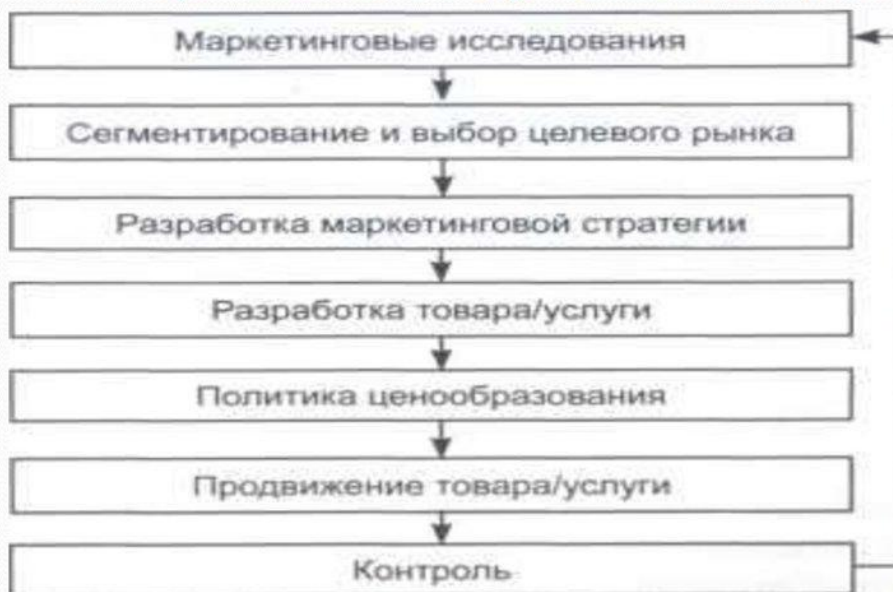 Маркетинговые исследования
Сегментирование и выбор целевого рынка
Разработка маркетинговой стратегии
Разработка товара/услуги
Политика ценообразования
Продвижение товара/услуги
Контроль